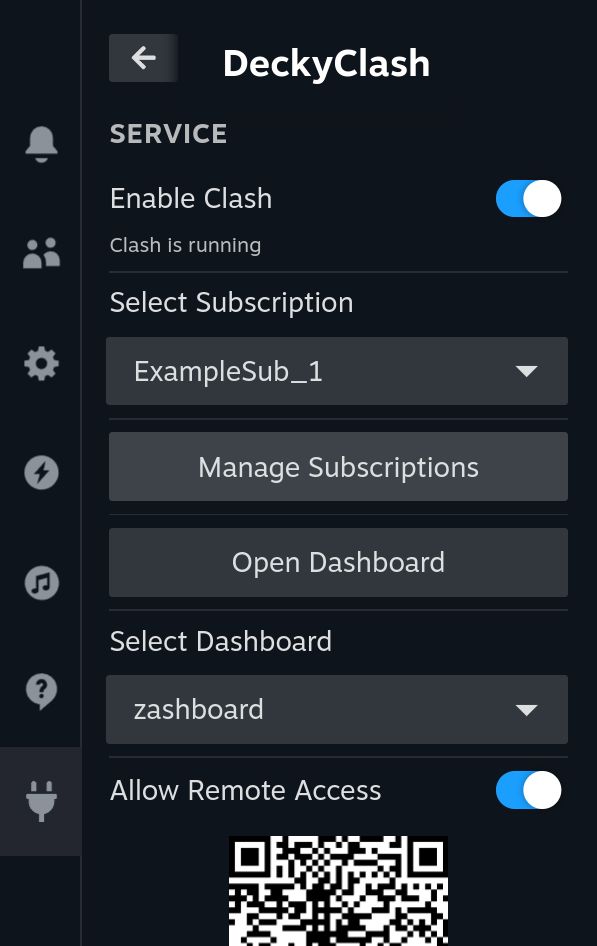 DeckyClash
SERVICE
Enable Clash
Clash is running
Select Subscription
ExampleSub_1
Manage Subscriptions
Open Dashboard
Select Dashboard
zashboard
Allow Remote Access